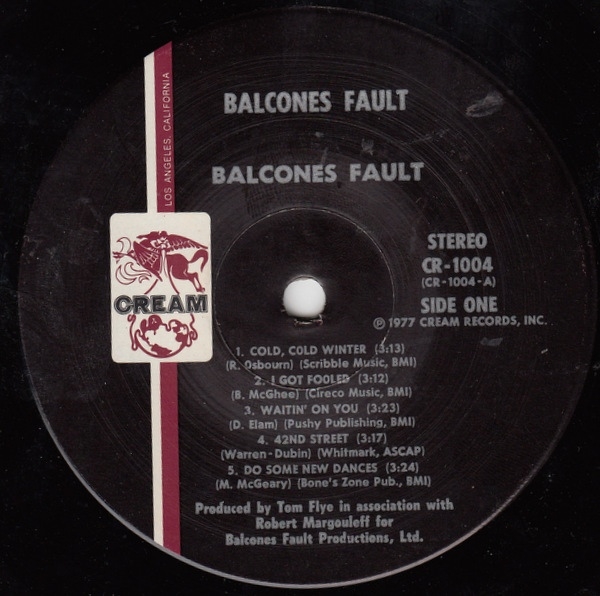 LOS ANGELES, CALIFORNIA
BALCONES FAULT
BALCONES FAULT
STEREO
CR-1004
(CR-1004-A)
SIDE ONE
℗ 1977 CREAM RECORDS, INC.
CREAM
1. COLD, COLD WINTER (3:13)
(R. Osbourn) (Scribble Music, BMI)
2. I GOT FOOLED (3:12)
(B. McGhee) (Cireco Music, BMI)
3. WAITIN' ON YOU (3:23)
(D. Elam) (Pushy Publishing, BMI)
4. 42ND STREET (3:17)
(Warren-Dubin) (Whitmark, ASCAP)
5. DO SOME NEW DANCES (3:24)
(M. McGeary) (Bone's Zone Pub., BMI)
Produced by Tom Flye in association with
Robert Margouleff for
Balcones Fault Productions, Ltd.